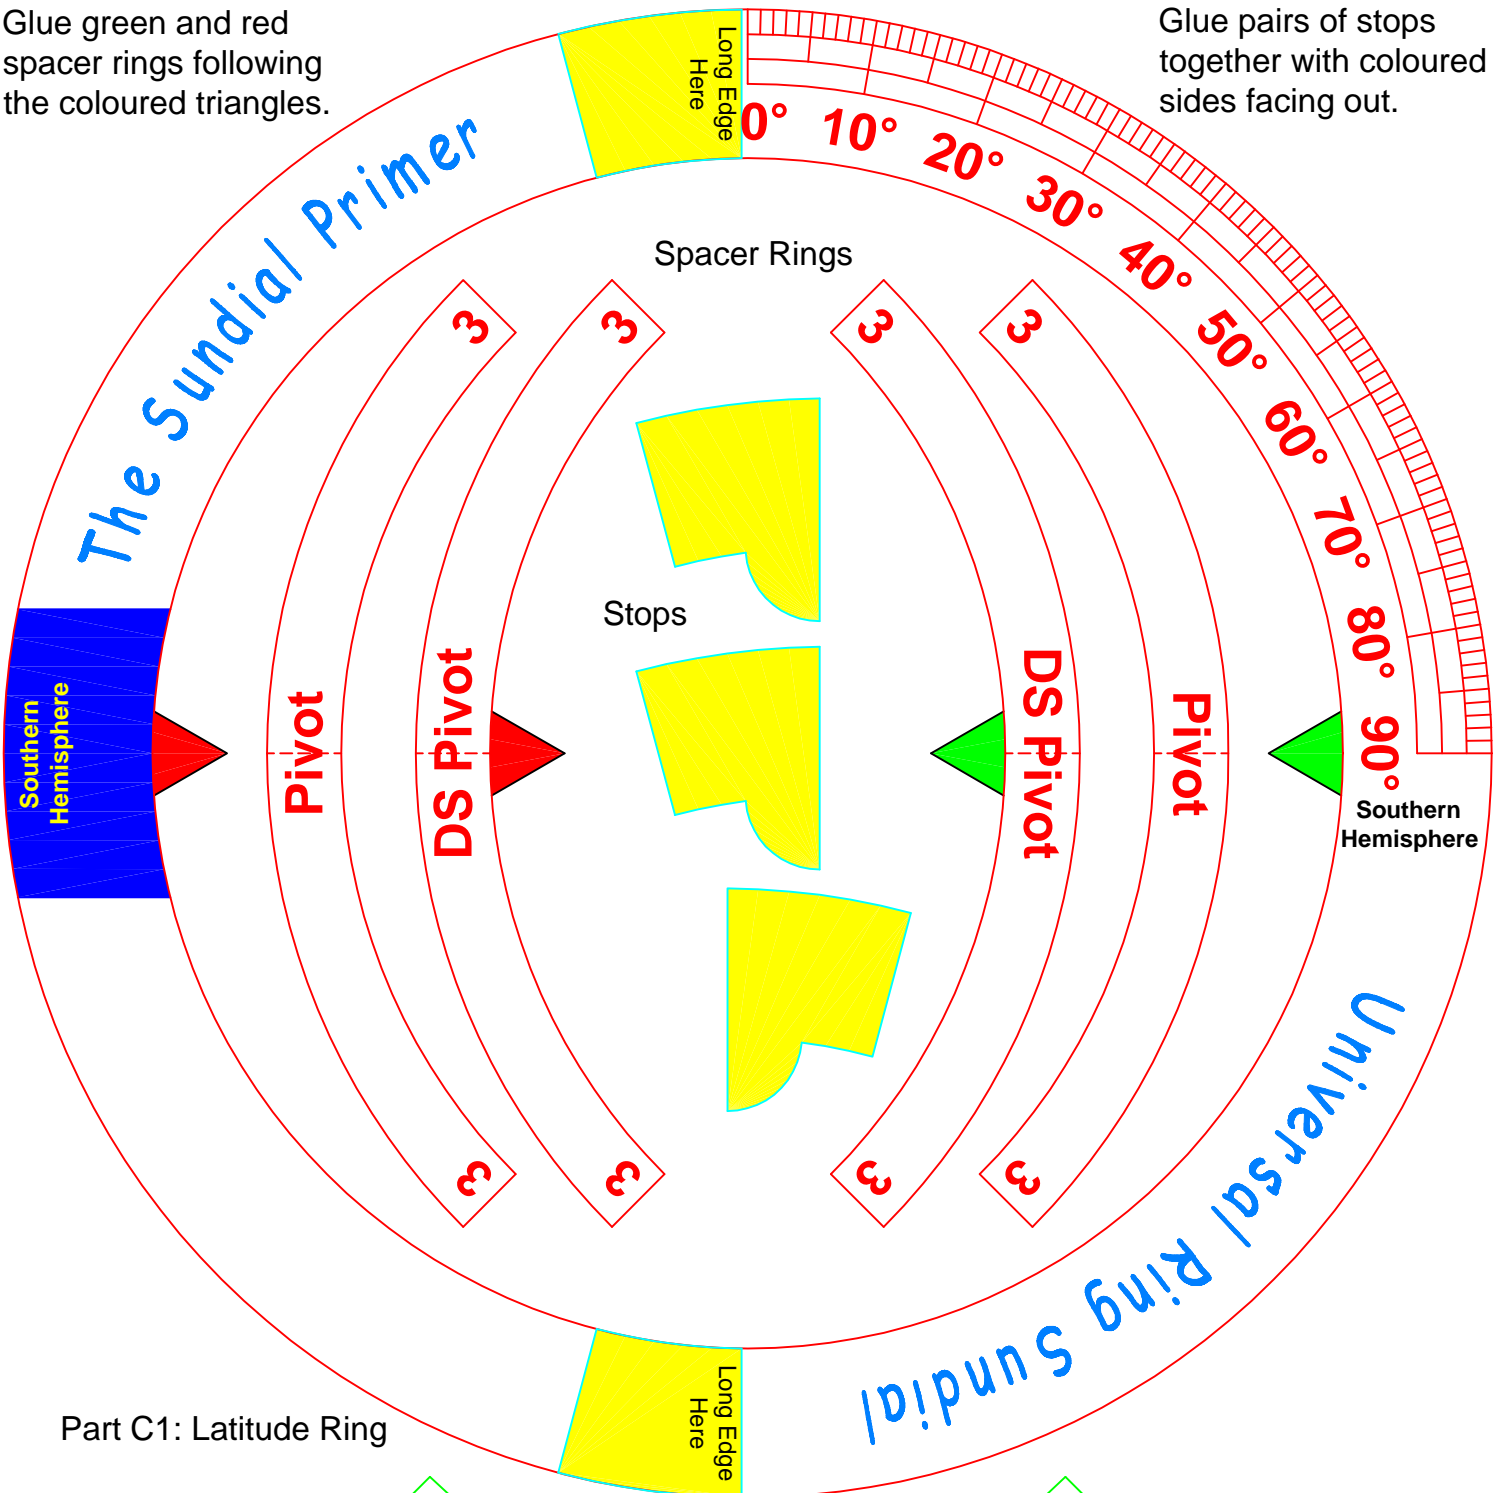 Glue green and red
spacer rings following
the coloured triangles.
Glue pairs of stops
together with coloured
sides facing out.
Long Edge
Here
0° 10° 20° 30° 40° 50° 60° 70° 80° 90°
The Sundial Primer
Spacer Rings
3
3
3
3
Stops
Southern
Hemisphere
Pivot
DS Pivot
DS Pivot
Pivot
Southern
Hemisphere
3
3
3
3
Universal Ring Sundial
Long Edge
Here
Part C1: Latitude Ring